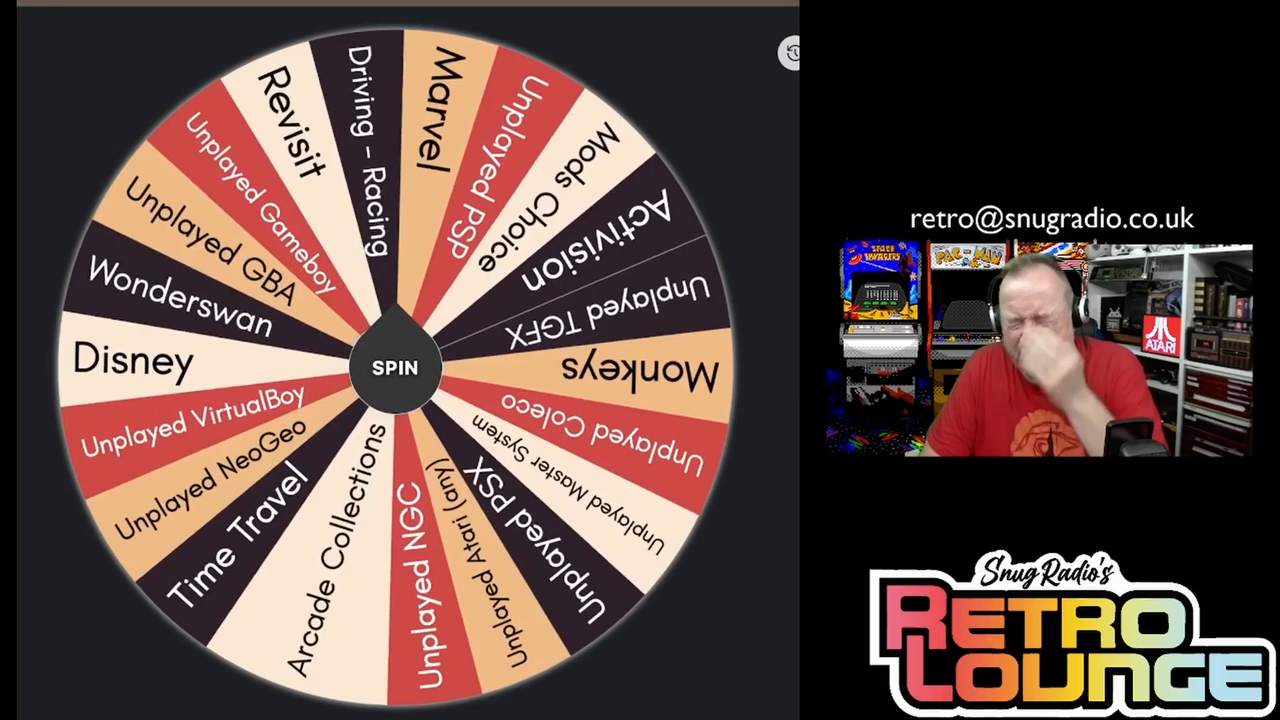 Marvel
Unplayed PSP
Mods Choice
Activision
Unplayed TGFX
Monkeys
Unplayed Coleco
Unplayed Master System
Unplayed PSX
Unplayed Atari (any)
Unplayed NGC
Arcade Collections
Time Travel
Unplayed NeoGeo
Unplayed VirtualBoy
Disney
Wonderswan
Unplayed GBA
Unplayed Gameboy
Revisit
Driving - Racing
SPIN
retro@snugradio.co.uk
SPACE
INVADERS
PAC-MAN
ATARI
Snug Radio's
RETRO
LOUNGE